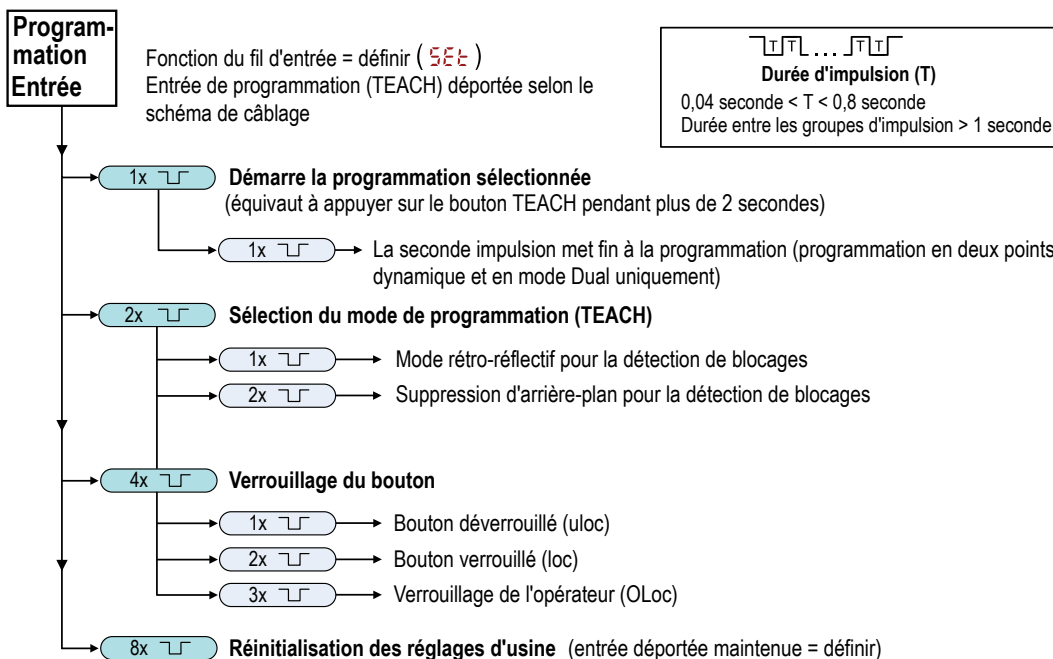 Program-
mation
Entrée
Fonction du fil d'entrée = définir ( SEt )
Entrée de programmation (TEACH) déportée selon le
schéma de câblage
T T ... T T
Durée d'impulsion (T)
0,04 seconde < T < 0,8 seconde
Durée entre les groupes d'impulsion > 1 seconde
1x Démarre la programmation sélectionnée
(équivaut à appuyer sur le bouton TEACH pendant plus de 2 secondes)
1x La seconde impulsion met fin à la programmation (programmation en deux points
dynamique et en mode Dual uniquement)
2x Sélection du mode de programmation (TEACH)
1x Mode rétro-réflectif pour la détection de blocages
2x Suppression d'arrière-plan pour la détection de blocages
4x Verrouillage du bouton
1x Bouton déverrouillé (uloc)
2x Bouton verrouillé (loc)
3x Verrouillage de l'opérateur (OLoc)
8x Réinitialisation des réglages d'usine (entrée déportée maintenue = définir)